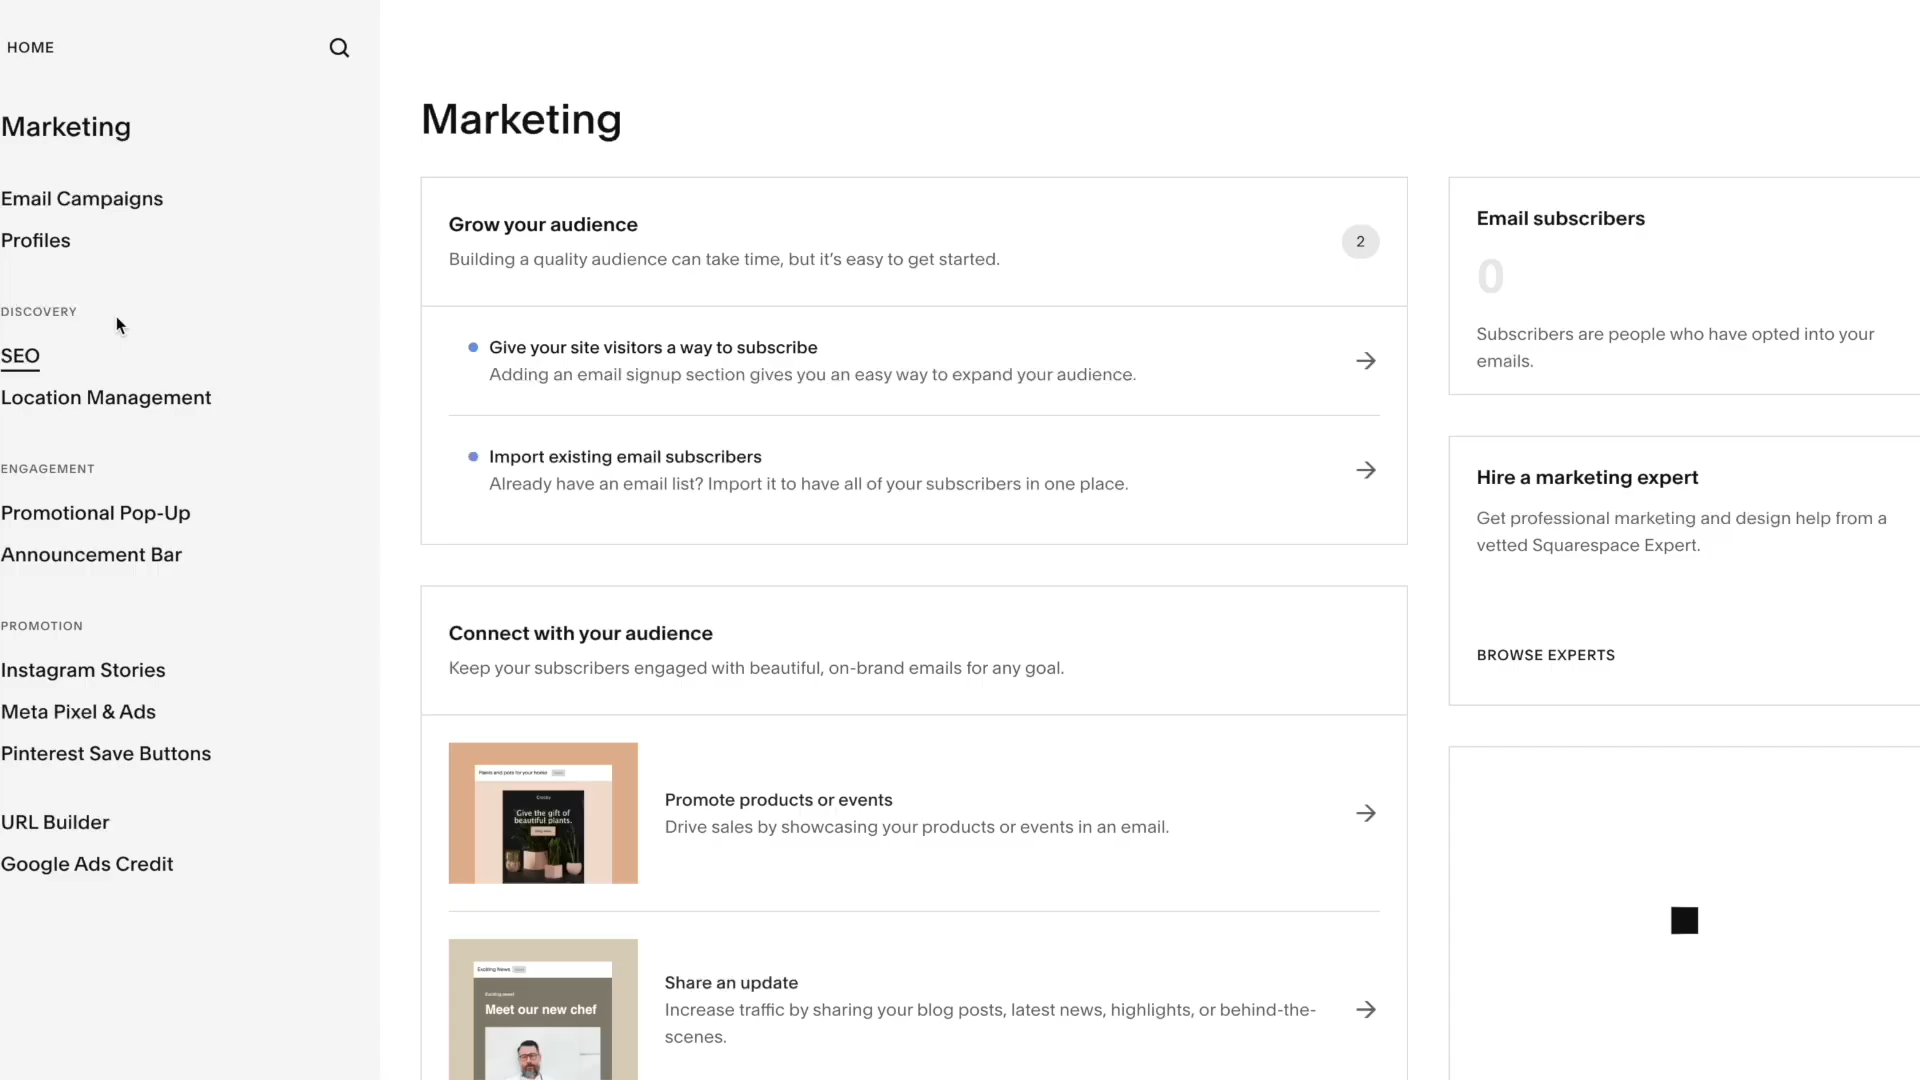 HOME
Marketing
Email Campaigns
Profiles
DISCOVERY
SEO
Location Management
ENGAGEMENT
Promotional Pop-Up
Announcement Bar
PROMOTION
Instagram Stories
Meta Pixel & Ads
Pinterest Save Buttons
URL Builder
Google Ads Credit
Marketing
Grow your audience
Building a quality audience can take time, but it’s easy to get started.
2
Give your site visitors a way to subscribe
Adding an email signup section gives you an easy way to expand your audience.
Import existing email subscribers
Already have an email list? Import it to have all of your subscribers in one place.
Connect with your audience
Keep your subscribers engaged with beautiful, on-brand emails for any goal.
Plants and pots for your home
Give the gift of
beautiful plants.
Promote products or events
Drive sales by showcasing your products or events in an email.
Exciting News
Meet our new chef
Share an update
Increase traffic by sharing your blog posts, latest news, highlights, or behind-the-
scenes.
Email subscribers
0
Subscribers are people who have opted into your
emails.
Hire a marketing expert
Get professional marketing and design help from a
vetted Squarespace Expert.
BROWSE EXPERTS